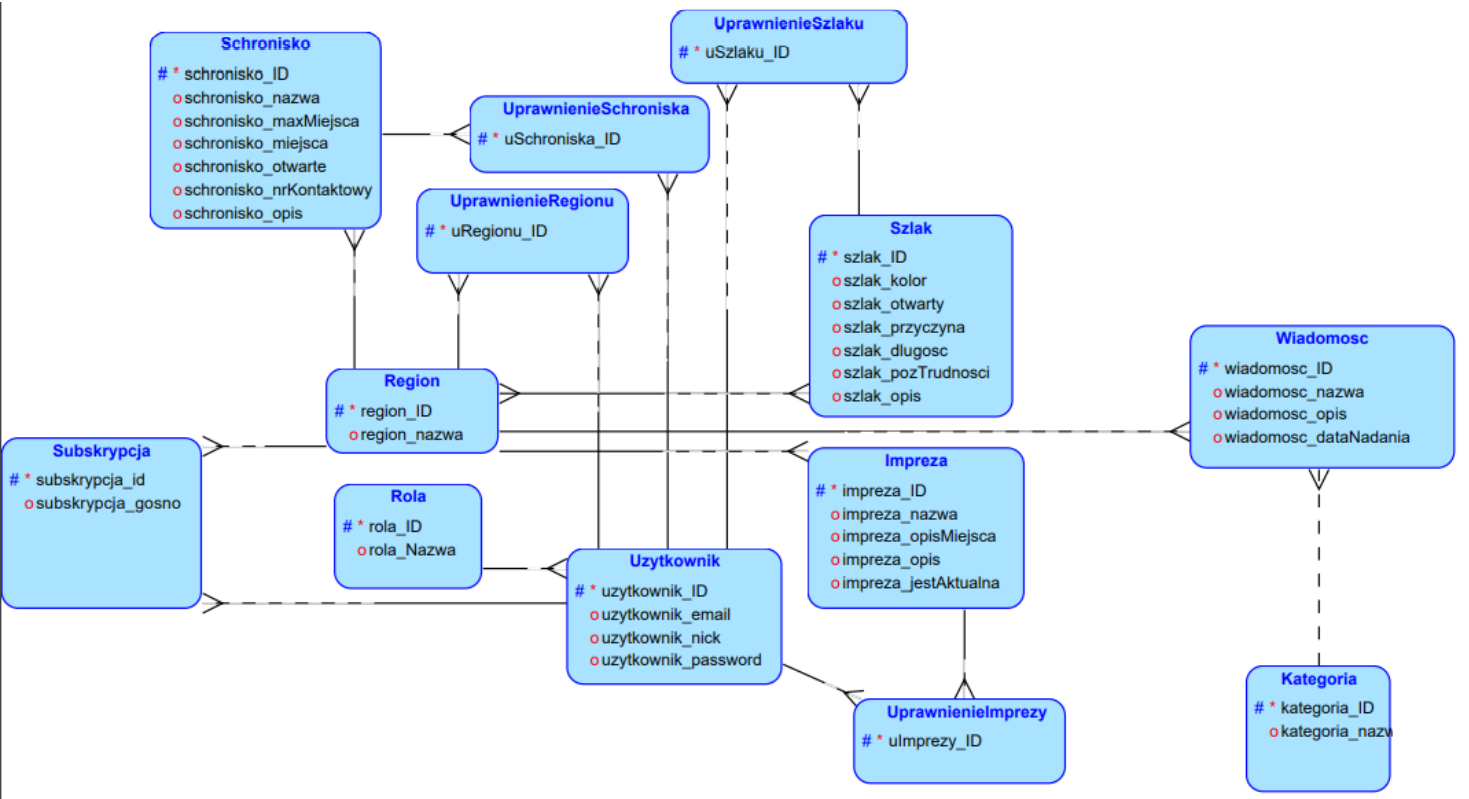 Schronisko
# * schronisko_ID
o schronisko_nazwa
o schronisko_maxMiejsca
o schronisko_miejsca
o schronisko_otwarte
o schronisko_nrKontaktowy
o schronisko_opis
UprawnienieSzlaku
# * uSzlaku_ID
UprawnienieSchroniska
# * uSchroniska_ID
UprawnienieRegionu
# * uRegionu_ID
Szlak
# * szlak_ID
o szlak_kolor
o szlak_otwarty
o szlak_przyczyna
o szlak_dlugosc
o szlak_pozTrudnosci
o szlak_opis
Wiadomosc
# * wiadomosc_ID
o wiadomosc_nazwa
o wiadomosc_opis
o wiadomosc_dataNadania
Region
# * region_ID
o region_nazwa
Subskrypcja
# * subskrypcja_id
o subskrypcja_gosno
Impreza
# * impreza_ID
o impreza_nazwa
o impreza_opisMiejsca
o impreza_opis
o impreza_jestAktualna
Rola
# * rola_ID
o rola_Nazwa
Uzytkownik
# * uzytkownik_ID
o uzytkownik_email
o uzytkownik_nick
o uzytkownik_password
Kategoria
# * kategoria_ID
o kategoria_nazw
UprawnienieImprezy
# * uImprezy_ID